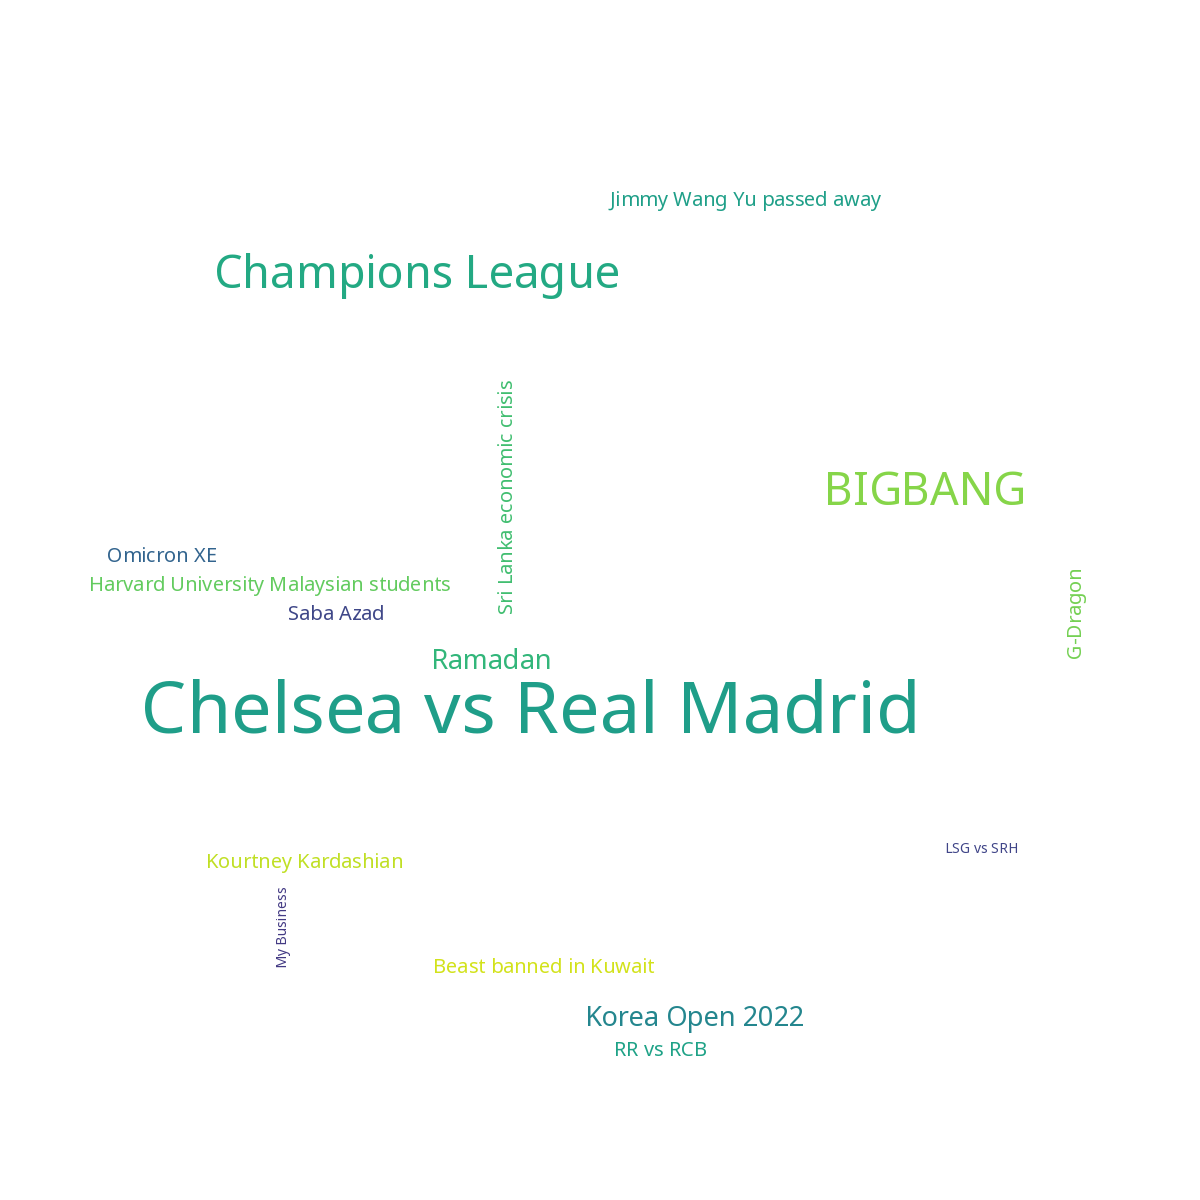 Jimmy Wang Yu passed away
Champions League
Sri Lanka economic crisis
BIGBANG
Omicron XE
G-Dragon
Harvard University Malaysian students
Saba Azad
Ramadan
Chelsea vs Real Madrid
LSG vs SRH
Kourtney Kardashian
My Business
Beast banned in Kuwait
Korea Open 2022
RR vs RCB